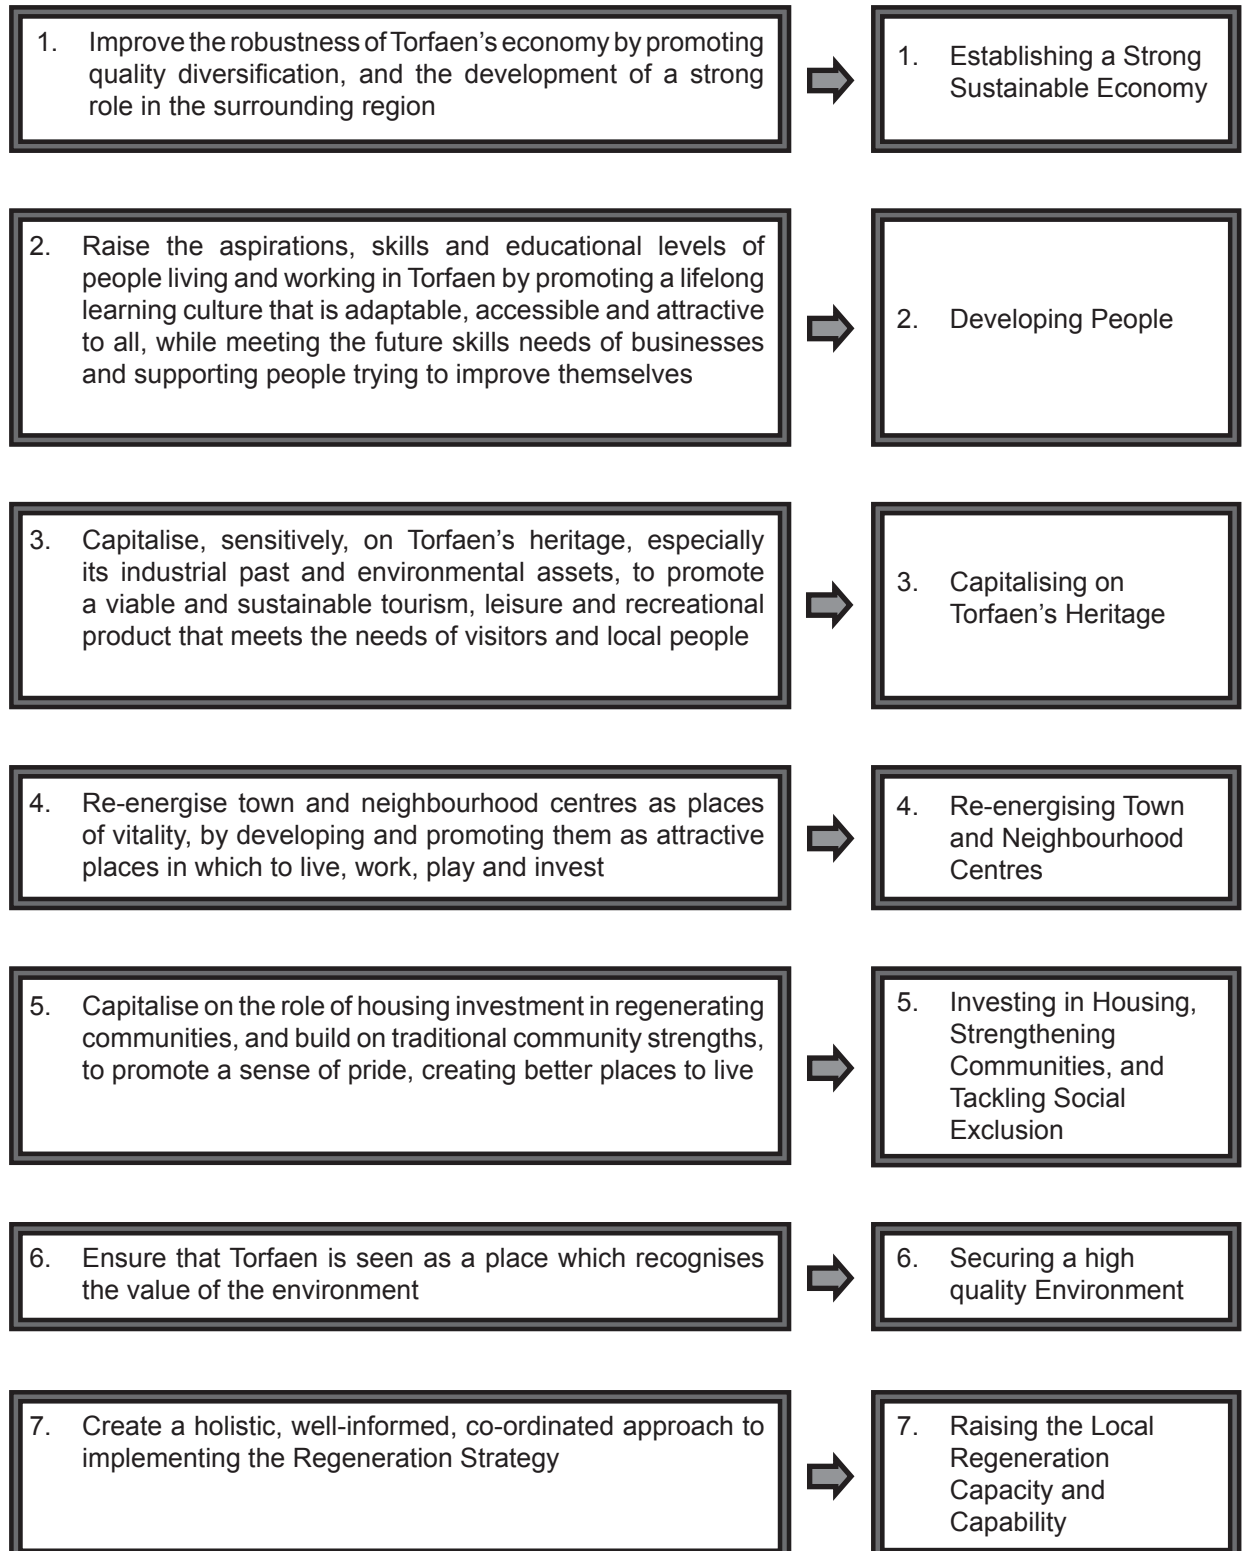 1. Improve the robustness of Torfaen’s economy by promoting
quality diversification, and the development of a strong
role in the surrounding region
1. Establishing a Strong
Sustainable Economy
2. Raise the aspirations, skills and educational levels of
people living and working in Torfaen by promoting a lifelong
learning culture that is adaptable, accessible and attractive
to all, while meeting the future skills needs of businesses
and supporting people trying to improve themselves
2. Developing People
3. Capitalise, sensitively, on Torfaen’s heritage, especially
its industrial past and environmental assets, to promote
a viable and sustainable tourism, leisure and recreational
product that meets the needs of visitors and local people
3. Capitalising on
Torfaen’s Heritage
4. Re-energise town and neighbourhood centres as places
of vitality, by developing and promoting them as attractive
places in which to live, work, play and invest
4. Re-energising Town
and Neighbourhood
Centres
5. Capitalise on the role of housing investment in regenerating
communities, and build on traditional community strengths,
to promote a sense of pride, creating better places to live
5. Investing in Housing,
Strengthening
Communities, and
Tackling Social
Exclusion
6. Ensure that Torfaen is seen as a place which recognises
the value of the environment
6. Securing a high
quality Environment
7. Create a holistic, well-informed, co-ordinated approach to
implementing the Regeneration Strategy
7. Raising the Local
Regeneration
Capacity and
Capability